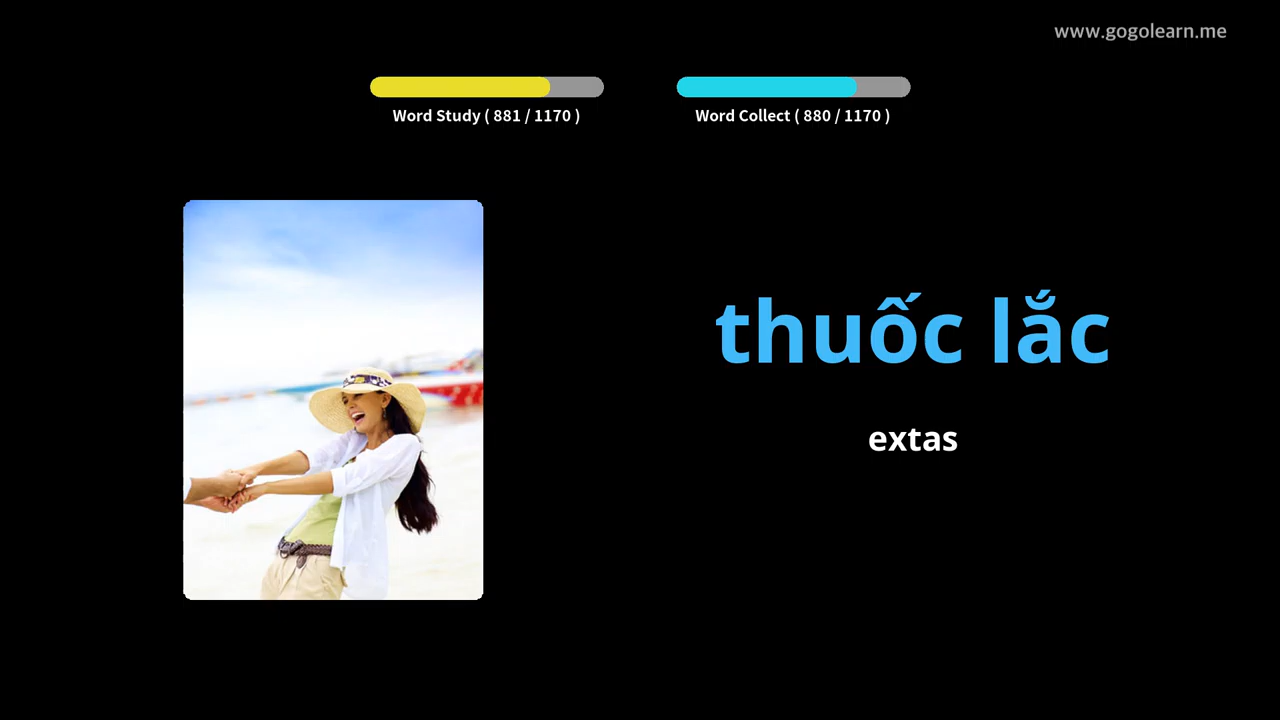 www.gogolearn.me
Word Study ( 881 / 1170 )
Word Collect ( 880 / 1170 )
thuốc lắc
extas